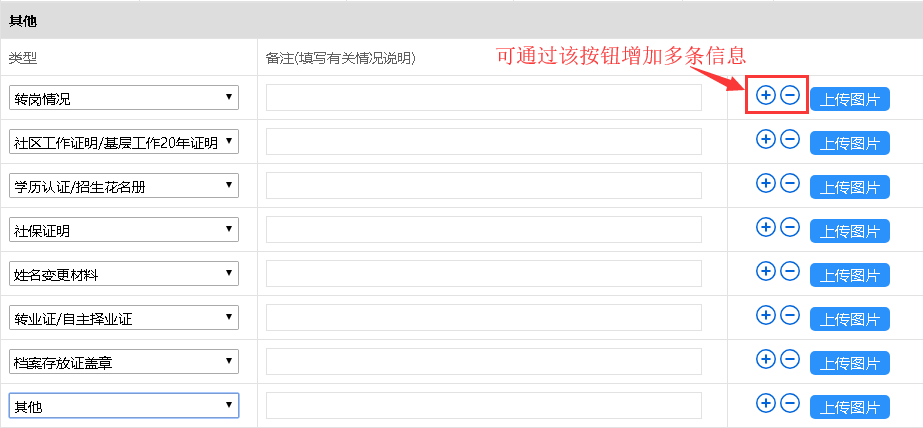 其他
类型 备注(填写有关情况说明) 可通过该按钮增加多条信息
转岗情况 上传图片
社区工作证明/基层工作20年证明 上传图片
学历认证/招生花名册 上传图片
社保证明 上传图片
姓名变更材料 上传图片
转业证/自主择业证 上传图片
档案存放证盖章 上传图片
其他 上传图片